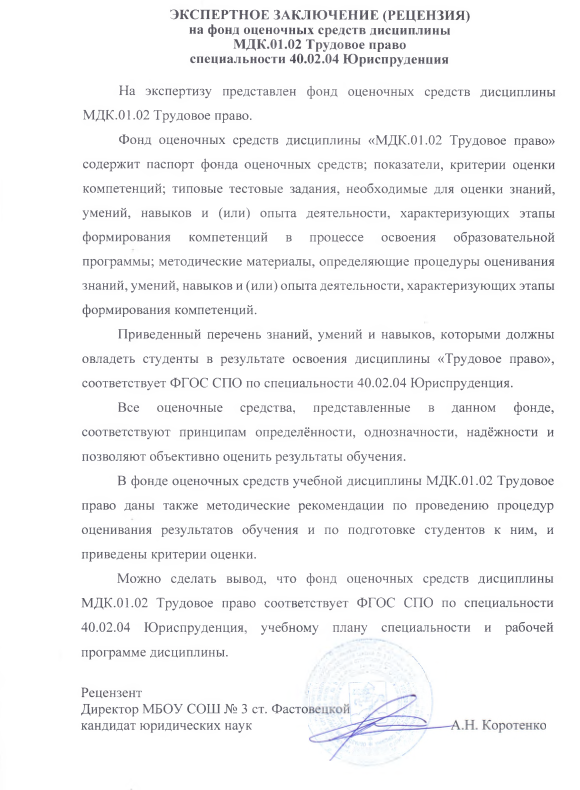 ЭКСПЕРТНОЕ ЗАКЛЮЧЕНИЕ (РЕЦЕНЗИЯ)
на фонд оценочных средств дисциплины
МДК.01.02 Трудовое право
специальности 40.02.04 Юриспруденция
На экспертизу представлен фонд оценочных средств дисциплины
МДК.01.02 Трудовое право.
Фонд оценочных средств дисциплины «МДК.01.02 Трудовое право»
содержит паспорт фонда оценочных средств; показатели, критерии оценки
компетенций; типовые тестовые задания, необходимые для оценки знаний,
умений, навыков и (или) опыта деятельности, характеризующих этапы
формирования компетенций в процессе освоения образовательной
программы; методические материалы, определяющие процедуры оценивания
знаний, умений, навыков и (или) опыта деятельности, характеризующих этапы
формирования компетенций.
Приведенный перечень знаний, умений и навыков, которыми должны
овладеть студенты в результате освоения дисциплины «Трудовое право»,
соответствует ФГОС СПО по специальности 40.02.04 Юриспруденция.
Все оценочные средства, представленные в данном фонде,
соответствуют принципам определённости, однозначности, надёжности и
позволяют объективно оценить результаты обучения.
В фонде оценочных средств учебной дисциплины МДК.01.02 Трудовое
право даны также методические рекомендации по проведению процедур
оценивания результатов обучения и по подготовке студентов к ним, и
приведены критерии оценки.
Можно сделать вывод, что фонд оценочных средств дисциплины
МДК.01.02 Трудовое право соответствует ФГОС СПО по специальности
40.02.04 Юриспруденция, учебному плану специальности и рабочей
программе дисциплины.
Рецензент
Директор МБОУ СОШ № 3 ст. Фастовецкой
кандидат юридических наук А.Н. Коротенко